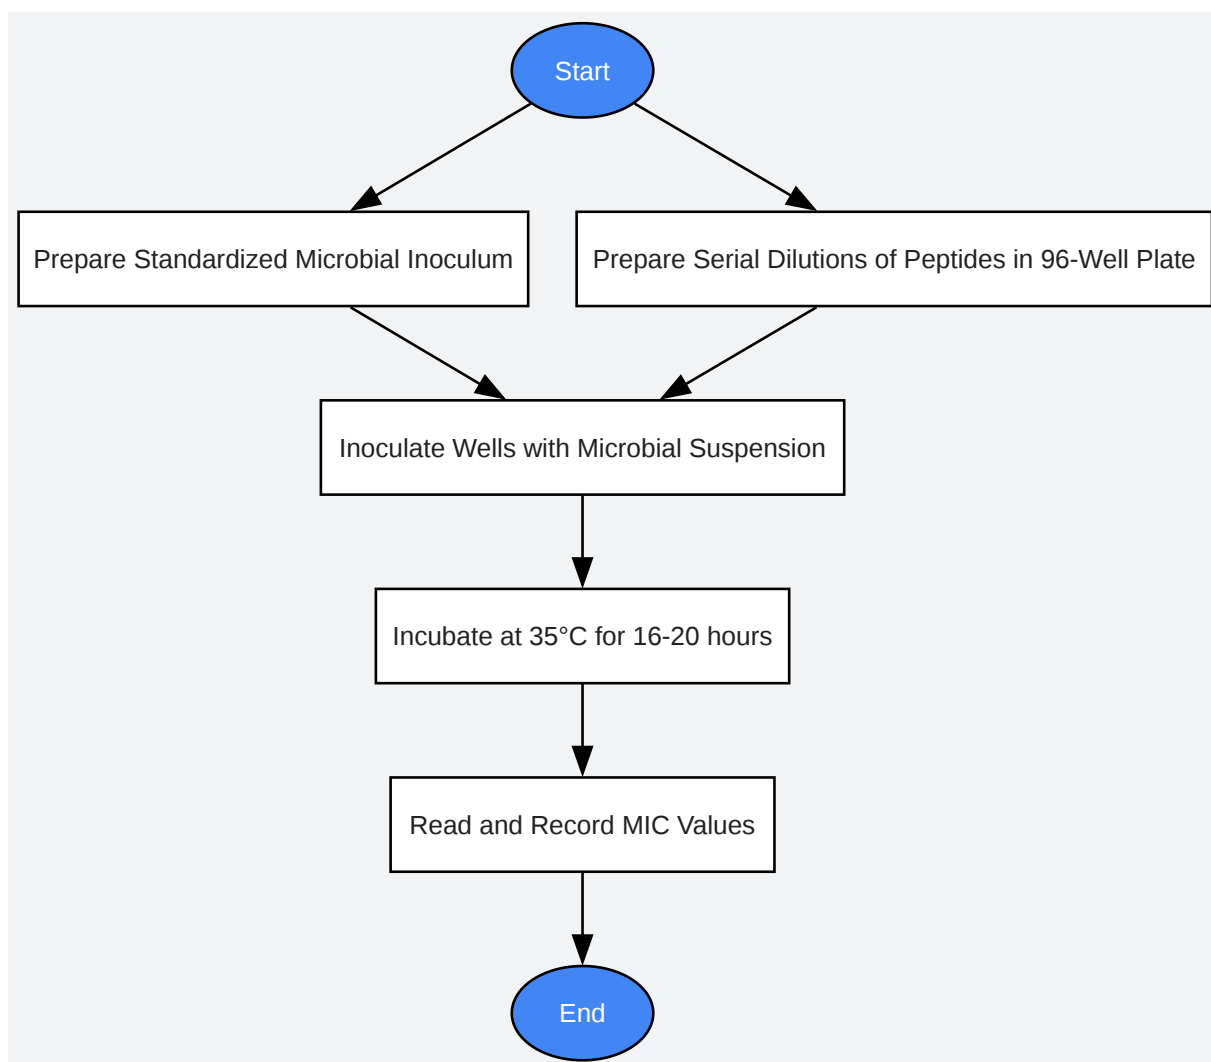 Start
Prepare Standardized Microbial Inoculum
Prepare Serial Dilutions of Peptides in 96-Well Plate
Inoculate Wells with Microbial Suspension
Incubate at 35°C for 16-20 hours
Read and Record MIC Values
End